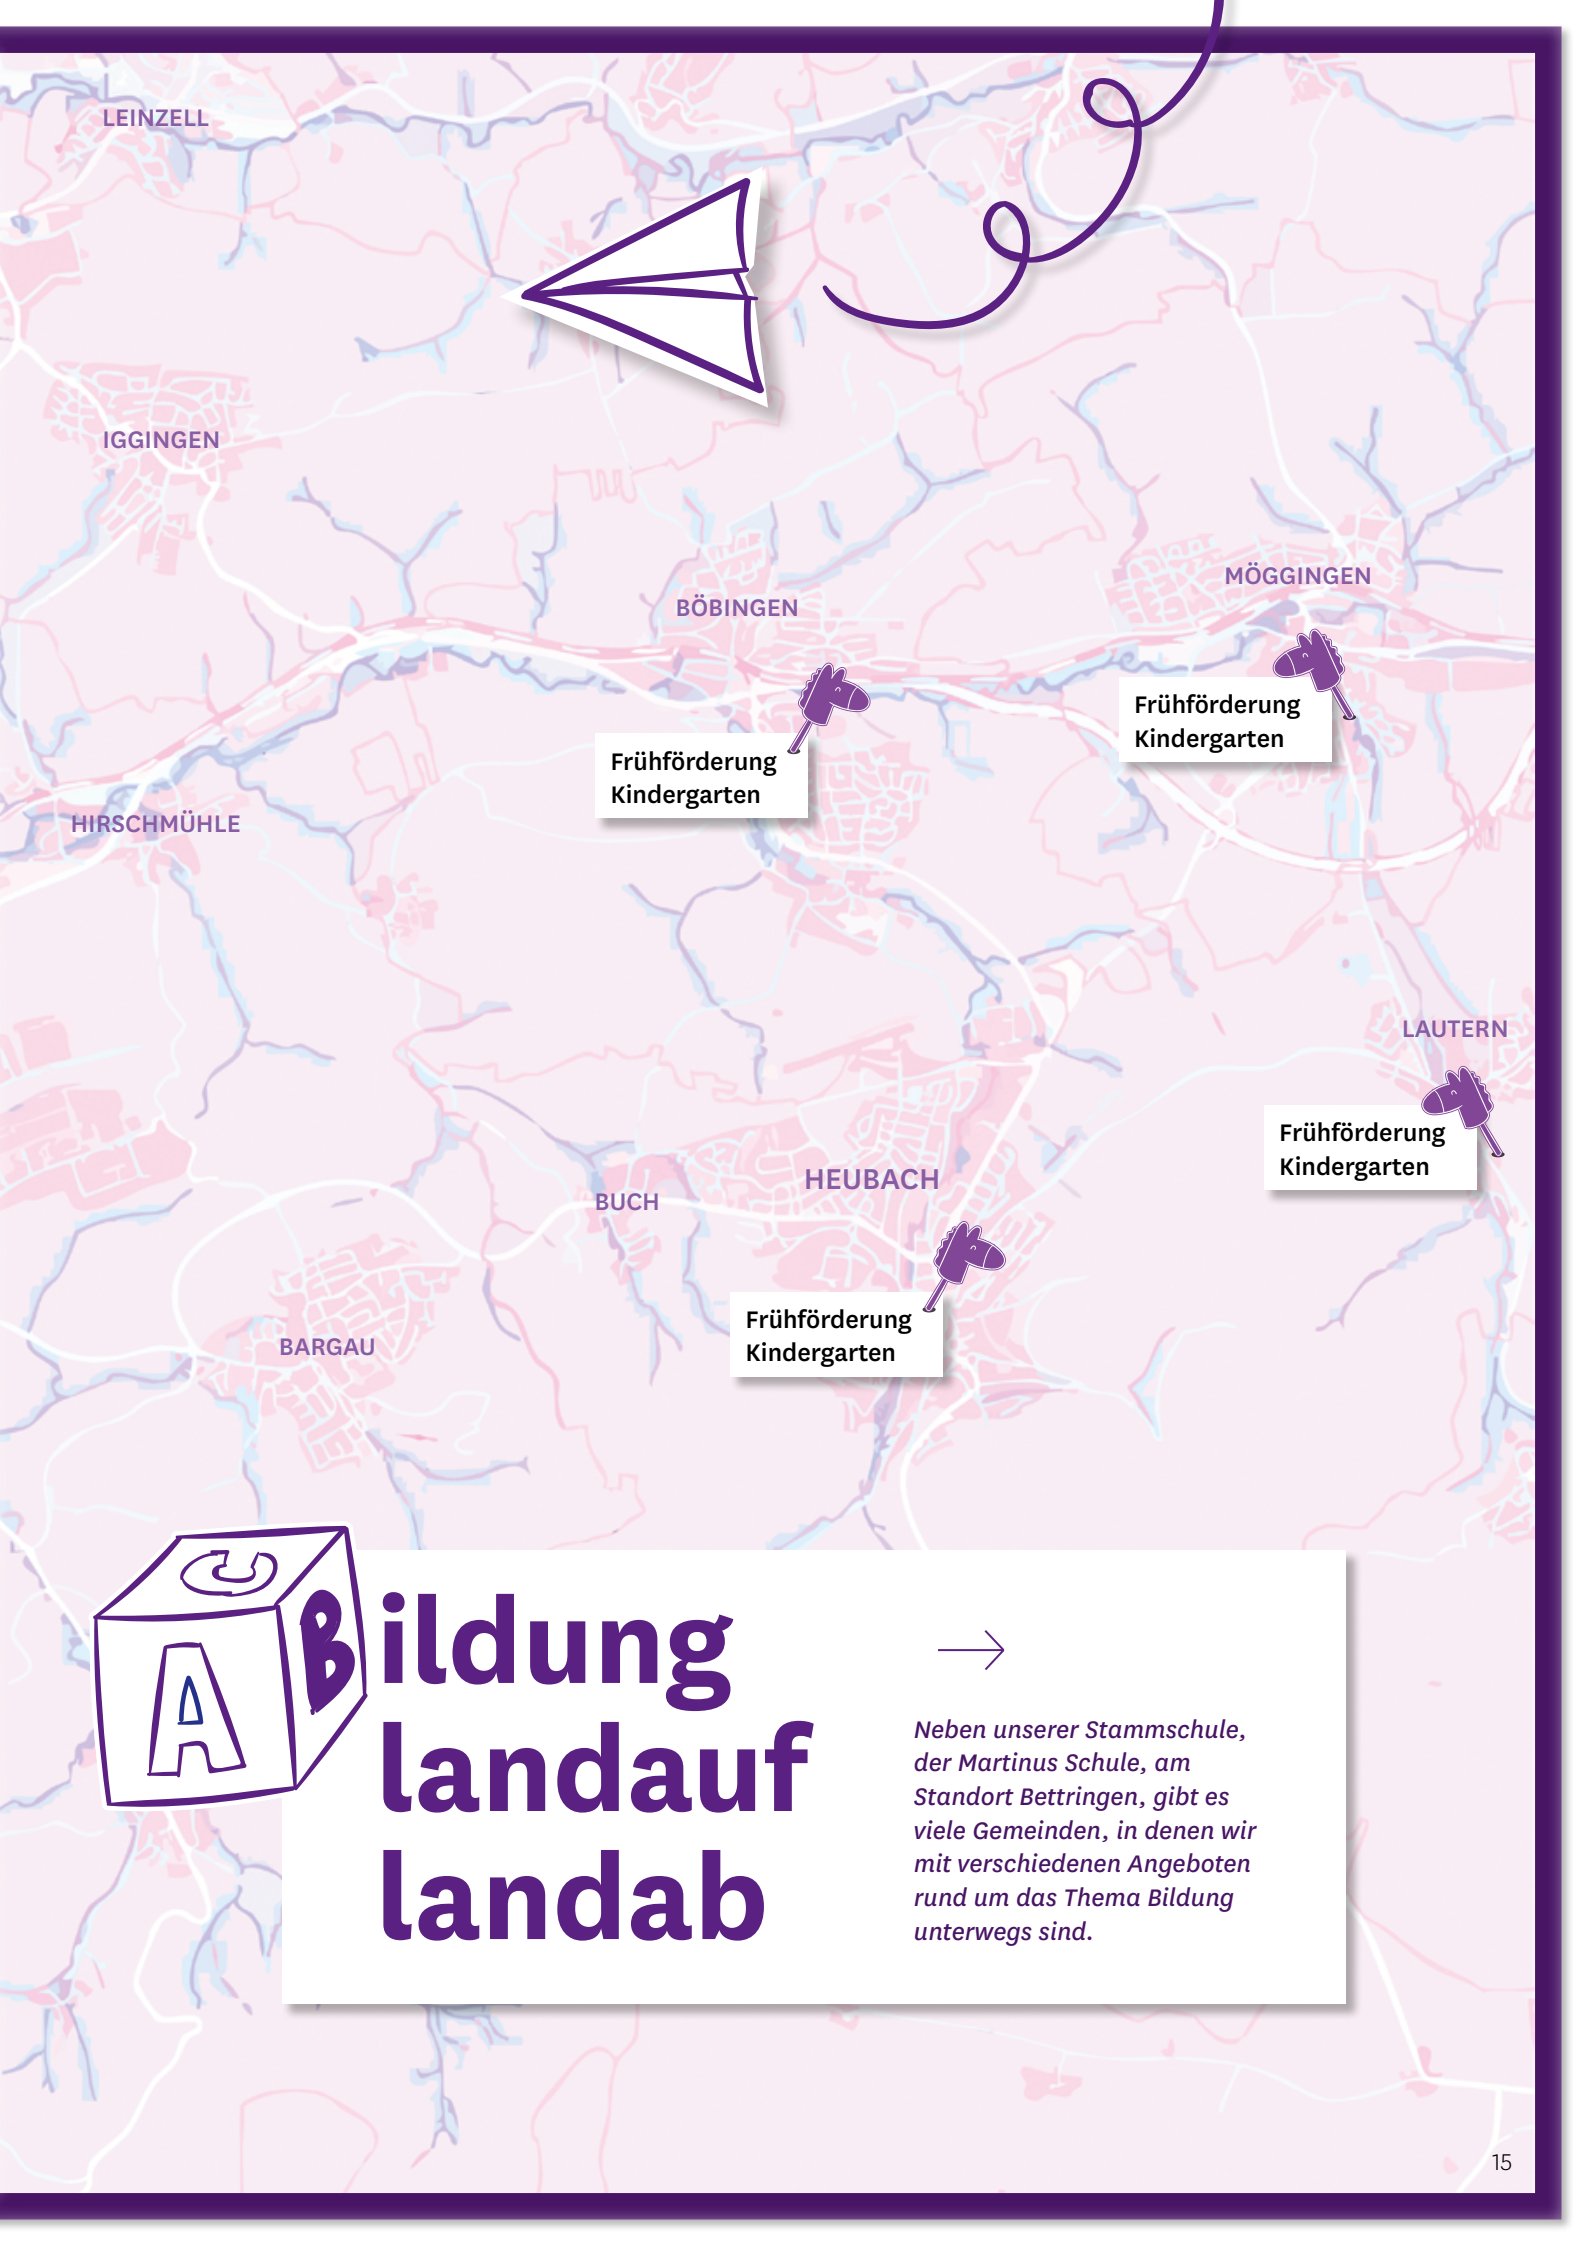 LEINZELL
IGGINGEN
MÖGGINGEN
BÖBINGEN
Frühförderung
Kindergarten
Frühförderung
Kindergarten
HIRSCHMÜHLE
LAUTERN
Frühförderung
Kindergarten
HEUBACH
BUCH
Frühförderung
Kindergarten
BARGAU
C
A
Bildung
landauf
landab
Neben unserer Stammschule,
der Martinus Schule, am
Standort Bettringen, gibt es
viele Gemeinden, in denen wir
mit verschiedenen Angeboten
rund um das Thema Bildung
unterwegs sind.
15